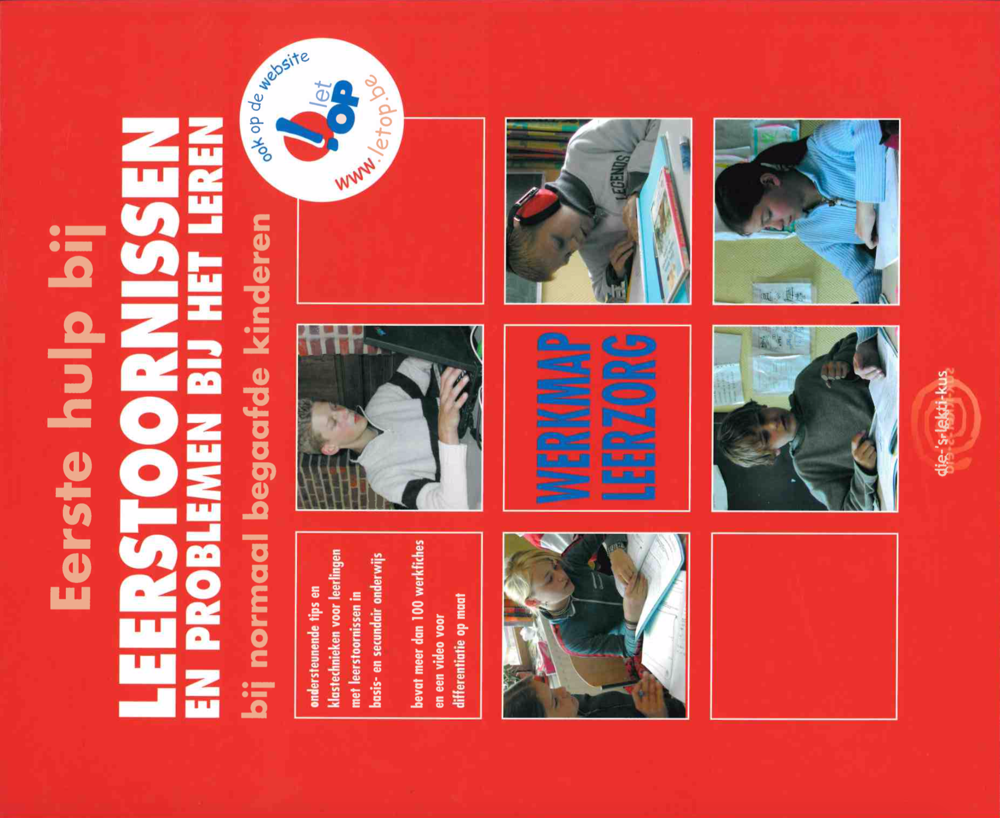 Eerste hulp bij
LEERSTOORNISSEN
EN PROBLEMEN BIJ HET LEREN
bij normaal begaafde kinderen
ook op de website
let
op
www.letop.be
ondersteunende tips en
klastechnieken voor leerlingen
met leerstoornissen in
basis- en secundair onderwijs
bevat meer dan 100 werkfiches
en een video voor
differentiatie op maat
LEGENDS
WERKMAP
LEERZORG
die-'s-lekti-kus